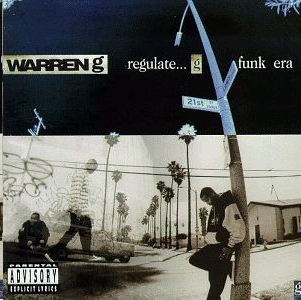 WARREN g
regulate... g funk era
21st
PARENTAL
ADVISORY
EXPLICIT LYRICS
g